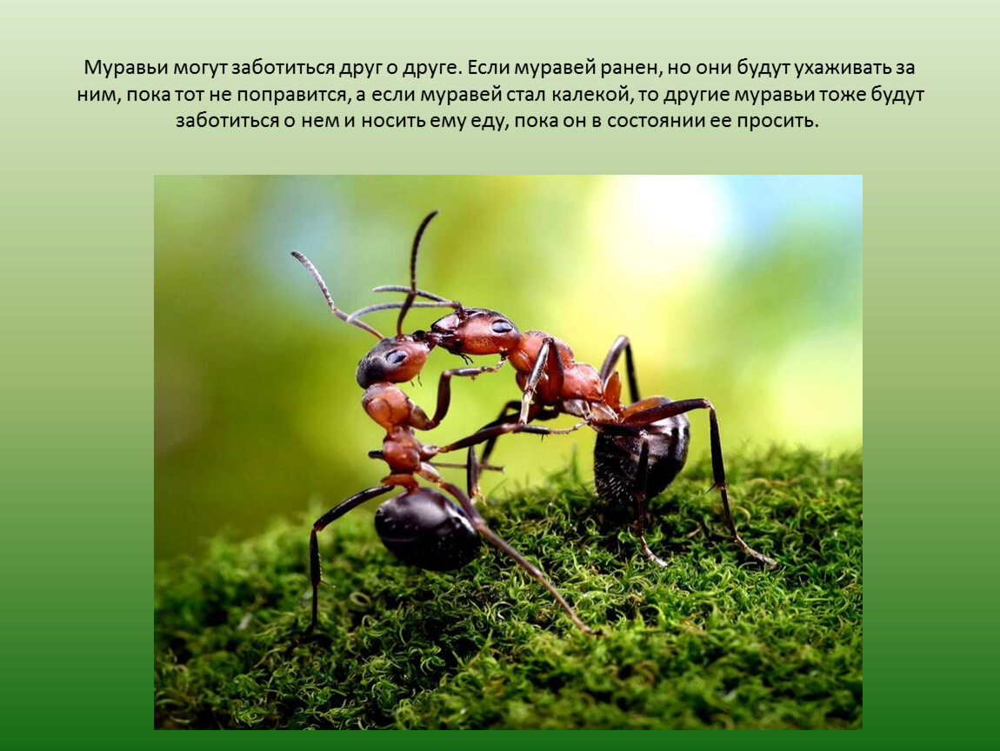 Муравьи могут заботиться друг о друге. Если муравей ранен, но они будут ухаживать за
ним, пока тот не поправится, а если муравей стал калекой, то другие муравьи тоже будут
заботиться о нем и носить ему еду, пока он в состоянии ее просить.